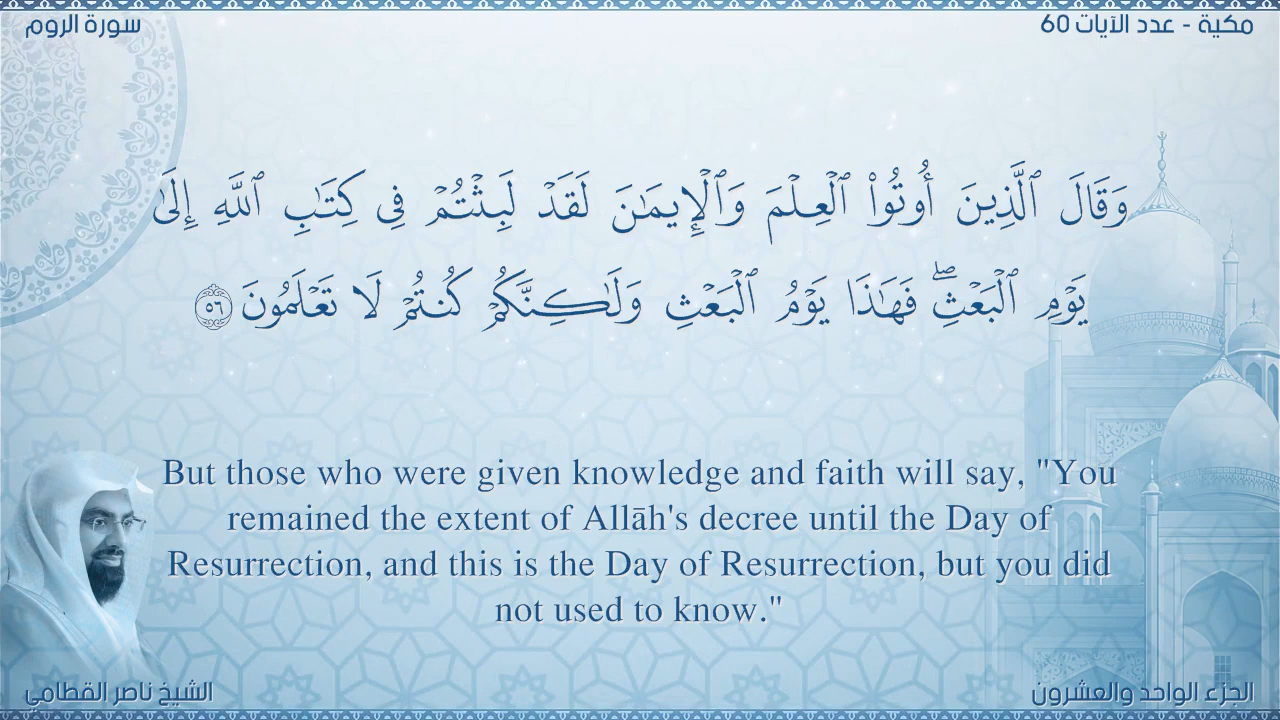 سورة الروم
مكية - عدد الآيات 60
وَقَالَ ٱلَّذِينَ أُوتُوا۟ ٱلْعِلْمَ وَٱلْإِيمَـٰنَ لَقَدْ لَبِثْتُمْ فِى كِتَـٰبِ ٱللَّهِ إِلَىٰ
يَوْمِ ٱلْبَعْثِ ۖ فَهَـٰذَا يَوْمُ ٱلْبَعْثِ وَلَـٰكِنَّكُمْ كُنتُمْ لَا تَعْلَمُونَ ٥٦
But those who were given knowledge and faith will say, "You
remained the extent of Allāh's decree until the Day of
Resurrection, and this is the Day of Resurrection, but you did
not used to know."
الشيخ ناصر القطامي
الجزء الواحد والعشرون